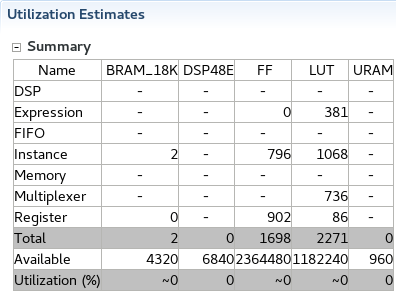 Utilization Estimates
Summary
Name BRAM_18K DSP48E FF LUT URAM
DSP - - - - -
Expression - - 0 381 -
FIFO - - - - -
Instance 2 - 796 1068 -
Memory - - - - -
Multiplexer - - - 736 -
Register 0 - 902 86 -
Total 2 0 1698 2271 0
Available 4320 6840 2364480 1182240 960
Utilization (%) ~0 0 ~0 ~0 0